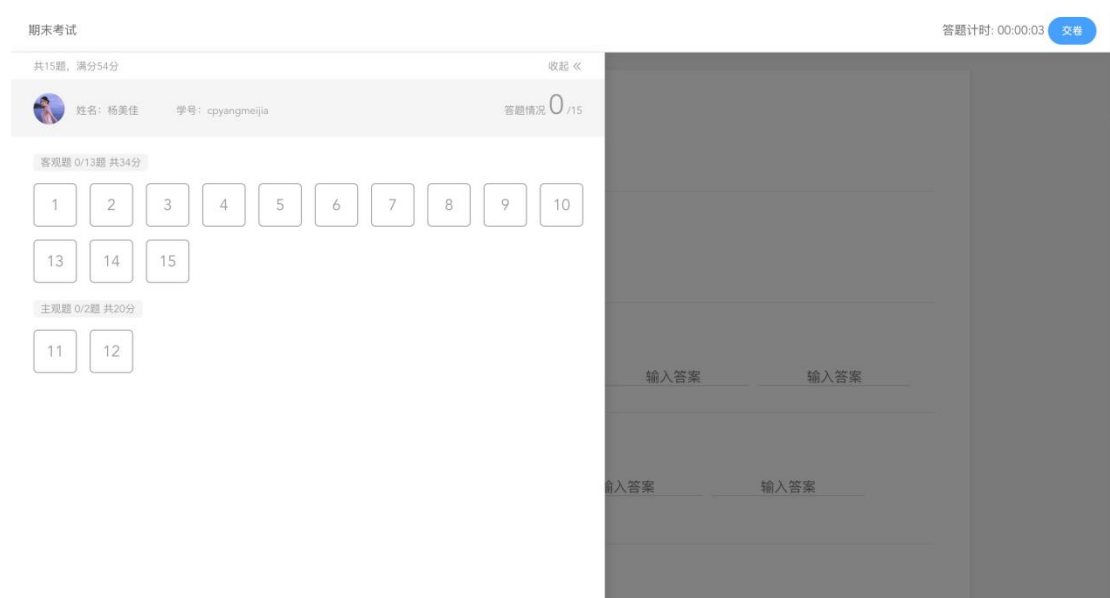 期末考试 答题计时: 00:00:03 交卷
共15题，满分54分 收起 《
姓名：杨美佳 学号：cpyangmeijia 答题情况 0 /15
客观题 0/13题 共34分
1 2 3 4 5 6 7 8 9 10
13 14 15
主观题 0/2题 共20分
11 12
输入答案 输入答案
输入答案 输入答案